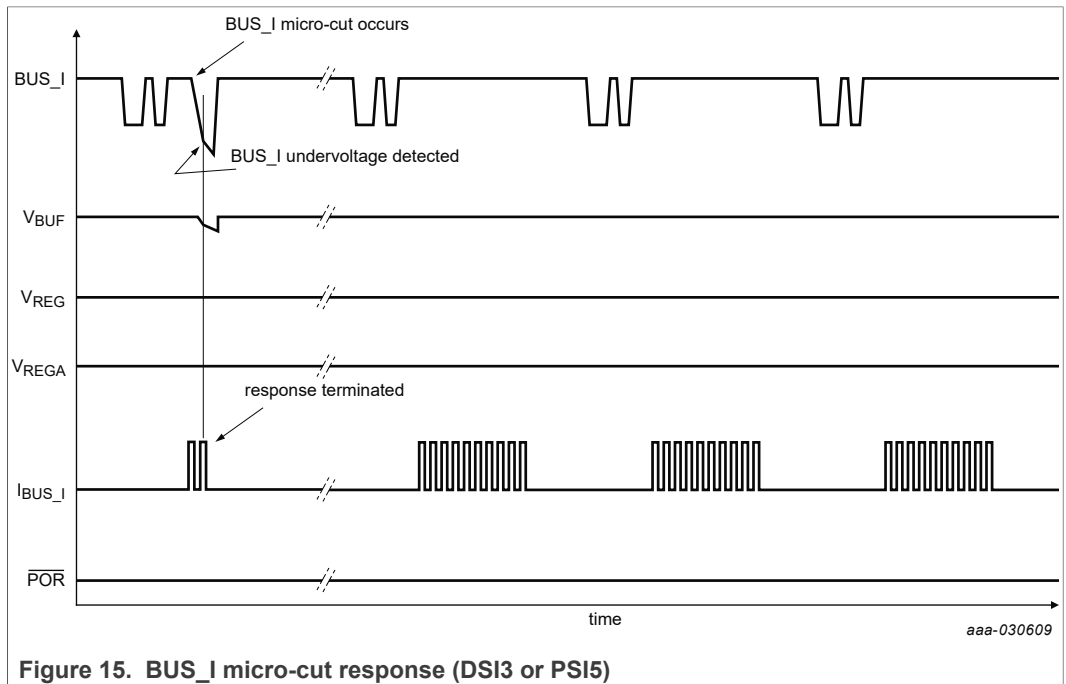 BUS_I micro-cut occurs
BUS_I
BUS_I undervoltage detected
VBUF
VREG
VREGA
response terminated
IBUS_I
POR
time
aaa-030609
Figure 15. BUS_I micro-cut response (DSI3 or PSI5)